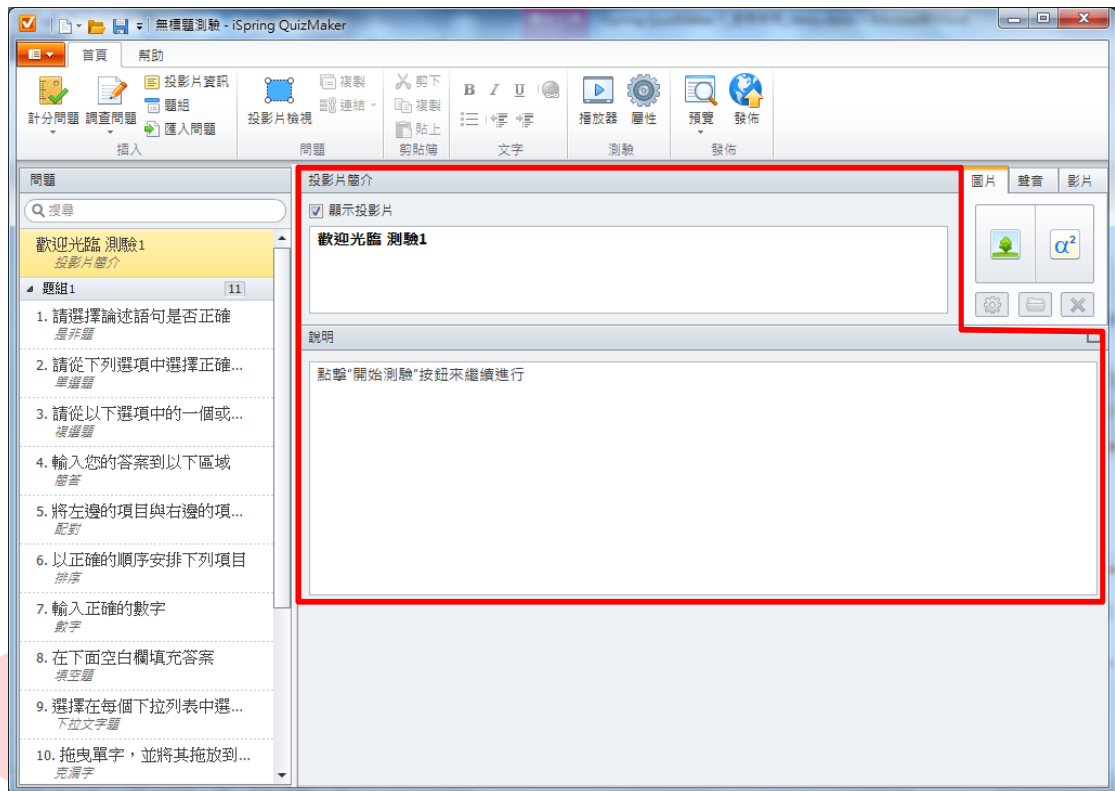 無標題測驗 - iSpring QuizMaker
首頁 幫助
計分問題 調查問題 投影片資訊 題組 匯入問題
插入
投影片檢視 複製 連結
問題
剪下 複製 貼上
剪貼簿
B I U
文字
播放器 屬性
測驗
預覽 發佈
發佈
問題
搜尋
歡迎光臨 測驗1
投影片簡介
題組1 11
1. 請選擇論述語句是否正確
是非題
2. 請從下列選項中選擇正確...
單選題
3. 請從以下選項中的一個或...
複選題
4. 輸入您的答案到以下區域
簡答
5. 將左邊的項目與右邊的項...
配對
6. 以正確的順序安排下列項目
排序
7. 輸入正確的數字
數字
8. 在下面空白欄填充答案
填空題
9. 選擇在每個下拉列表中選...
下拉文字題
10. 拖曳單字，並將其拖放到...
克漏字
投影片簡介
顯示投影片
歡迎光臨 測驗1
說明
點擊"開始測驗"按鈕來繼續進行
圖片 聲音 影片
α²